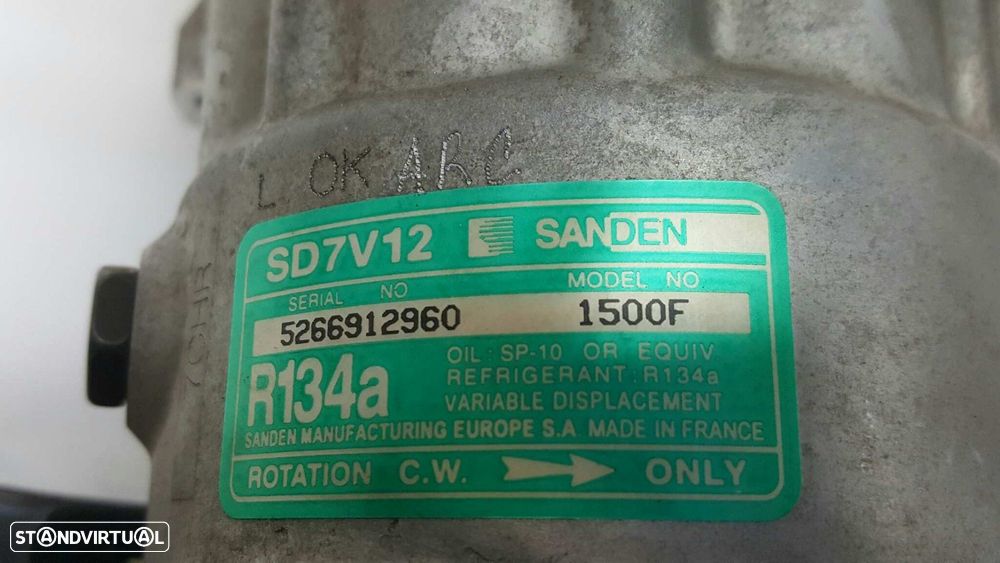 L OK ABC
SD7V12 SANDEN
SERIAL NO MODEL NO
5266912960 1500F
R134a
OIL: SP-10 OR EQUIV
REFRIGERANT: R134a
VARIABLE DISPLACEMENT
SANDEN MANUFACTURING EUROPE S.A MADE IN FRANCE
ROTATION C.W. ONLY
STANDVIRTUAL